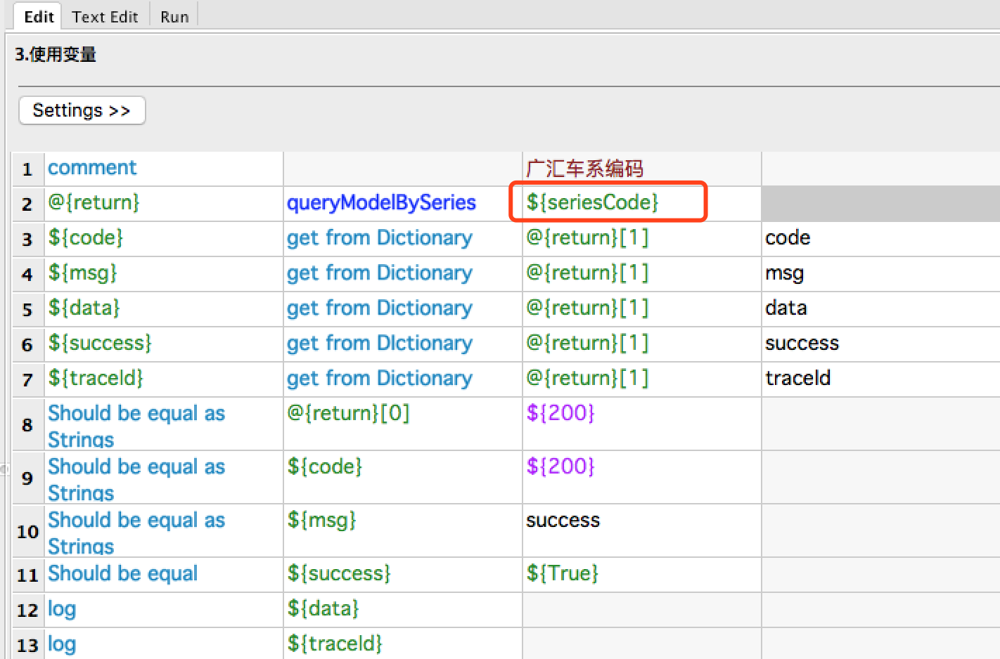 Edit Text Edit Run
3.使用变量
Settings >>
1 comment 广汇车系编码
2 @{return} queryModelBySeries ${seriesCode}
3 ${code} get from Dictionary @{return}[1] code
4 ${msg} get from Dictionary @{return}[1] msg
5 ${data} get from Dictionary @{return}[1] data
6 ${success} get from DIctionary @{return}[1] success
7 ${traceId} get from Dictionary @{return}[1] traceId
8 Should be equal as Strings @{return}[0] ${200}
9 Should be equal as Strings ${code} ${200}
10 Should be equal as Strings ${msg} success
11 Should be equal ${success} ${True}
12 log ${data}
13 log ${traceId}